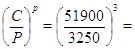 (C/P)^p = (51900/3250)^3 =